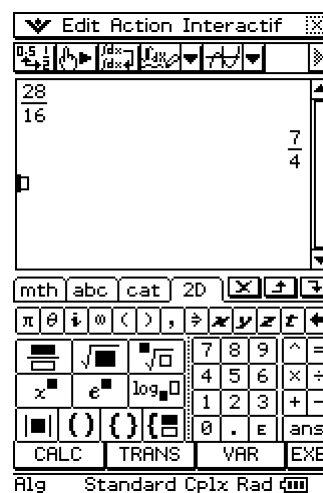 Edit Action Interactif
28
16
7
4
mth abc cat 2D
π θ i ∞ ( ) , ⇒ x y z t
√■ ■√□ 7 8 9 ^ =
x■ e■ log■□ 4 5 6 × ÷
1 2 3 + -
|■| () {} 0 . E ans
CALC TRANS VAR EXE
Alg Standard Cplx Rad